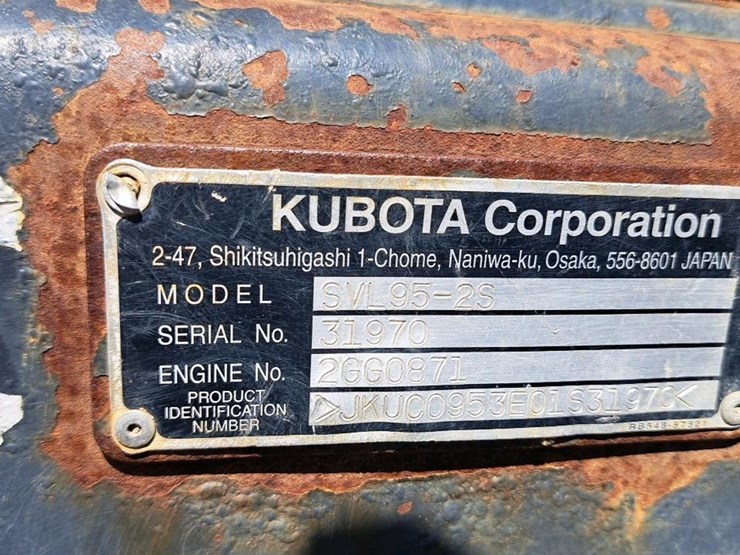 KUBOTA Corporation
2-47, Shikitsuhigashi 1-Chome, Naniwa-ku, Osaka, 556-8601 JAPAN
MODEL SVL95-2S
SERIAL No. 31970
ENGINE No. 2GG0871
PRODUCT IDENTIFICATION NUMBER >JKUC0953E01S31970<